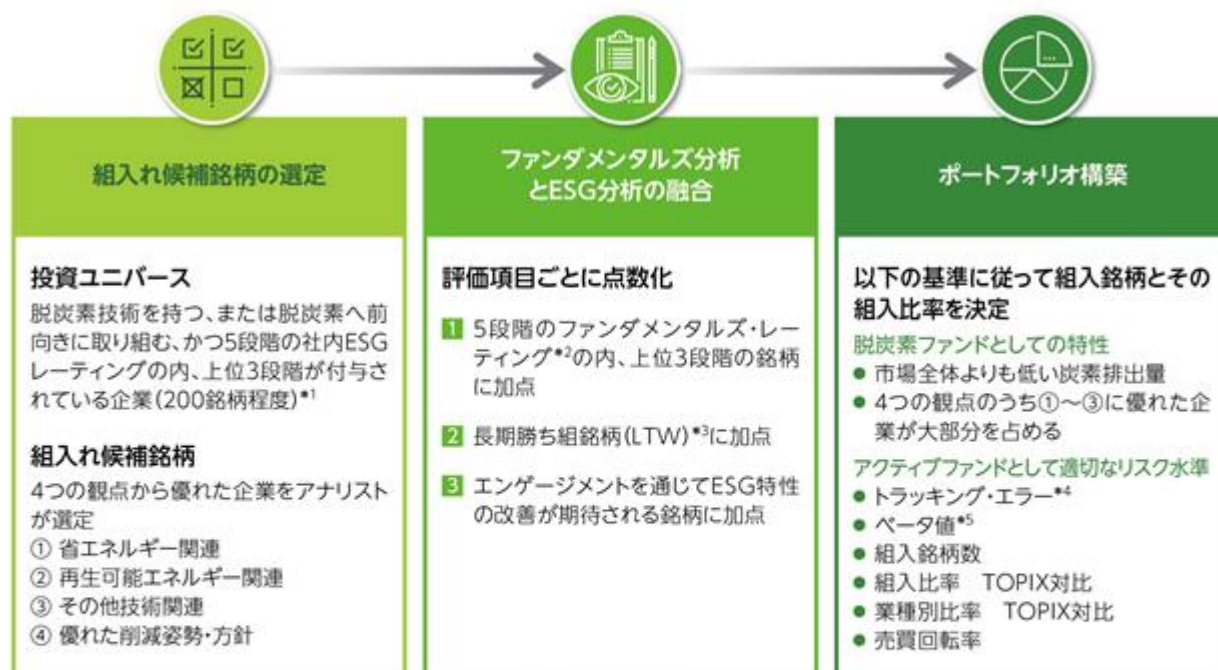 組入れ候補銘柄の選定
投資ユニバース
脱炭素技術を持つ、または脱炭素へ前
向きに取り組む、かつ5段階の社内ESG
レーティングの内、上位3段階が付与さ
れている企業(200銘柄程度)*1
組入れ候補銘柄
4つの観点から優れた企業をアナリスト
が選定
① 省エネルギー関連
② 再生可能エネルギー関連
③ その他技術関連
④ 優れた削減姿勢・方針
ファンダメンタルズ分析
とESG分析の融合
評価項目ごとに点数化
1 5段階のファンダメンタルズ・レー
ティング*2の内、上位3段階の銘柄
に加点
2 長期勝ち組銘柄(LTW)*3に加点
3 エンゲージメントを通じてESG特性
の改善が期待される銘柄に加点
ポートフォリオ構築
以下の基準に従って組入銘柄とその
組入比率を決定
脱炭素ファンドとしての特性
● 市場全体よりも低い炭素排出量
● 4つの観点のうち①～③に優れた企
業が大部分を占める
アクティブファンドとして適切なリスク水準
● トラッキング・エラー*4
● ベータ値*5
● 組入銘柄数
● 組入比率　TOPIX対比
● 業種別比率　TOPIX対比
● 売買回転率